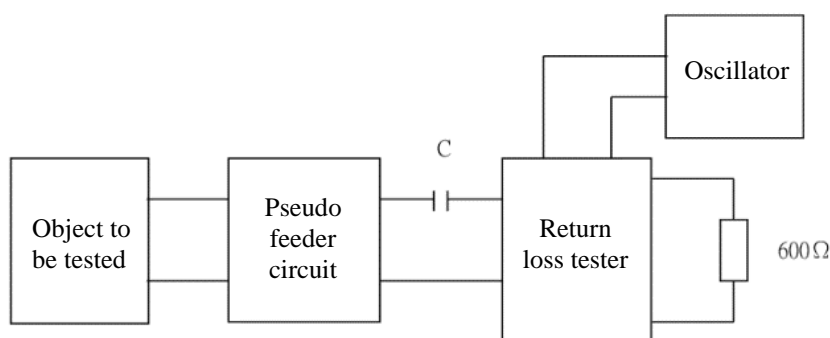 Oscillator
C
Object to
be tested
Pseudo
feeder
circuit
Return
loss tester
600Ω